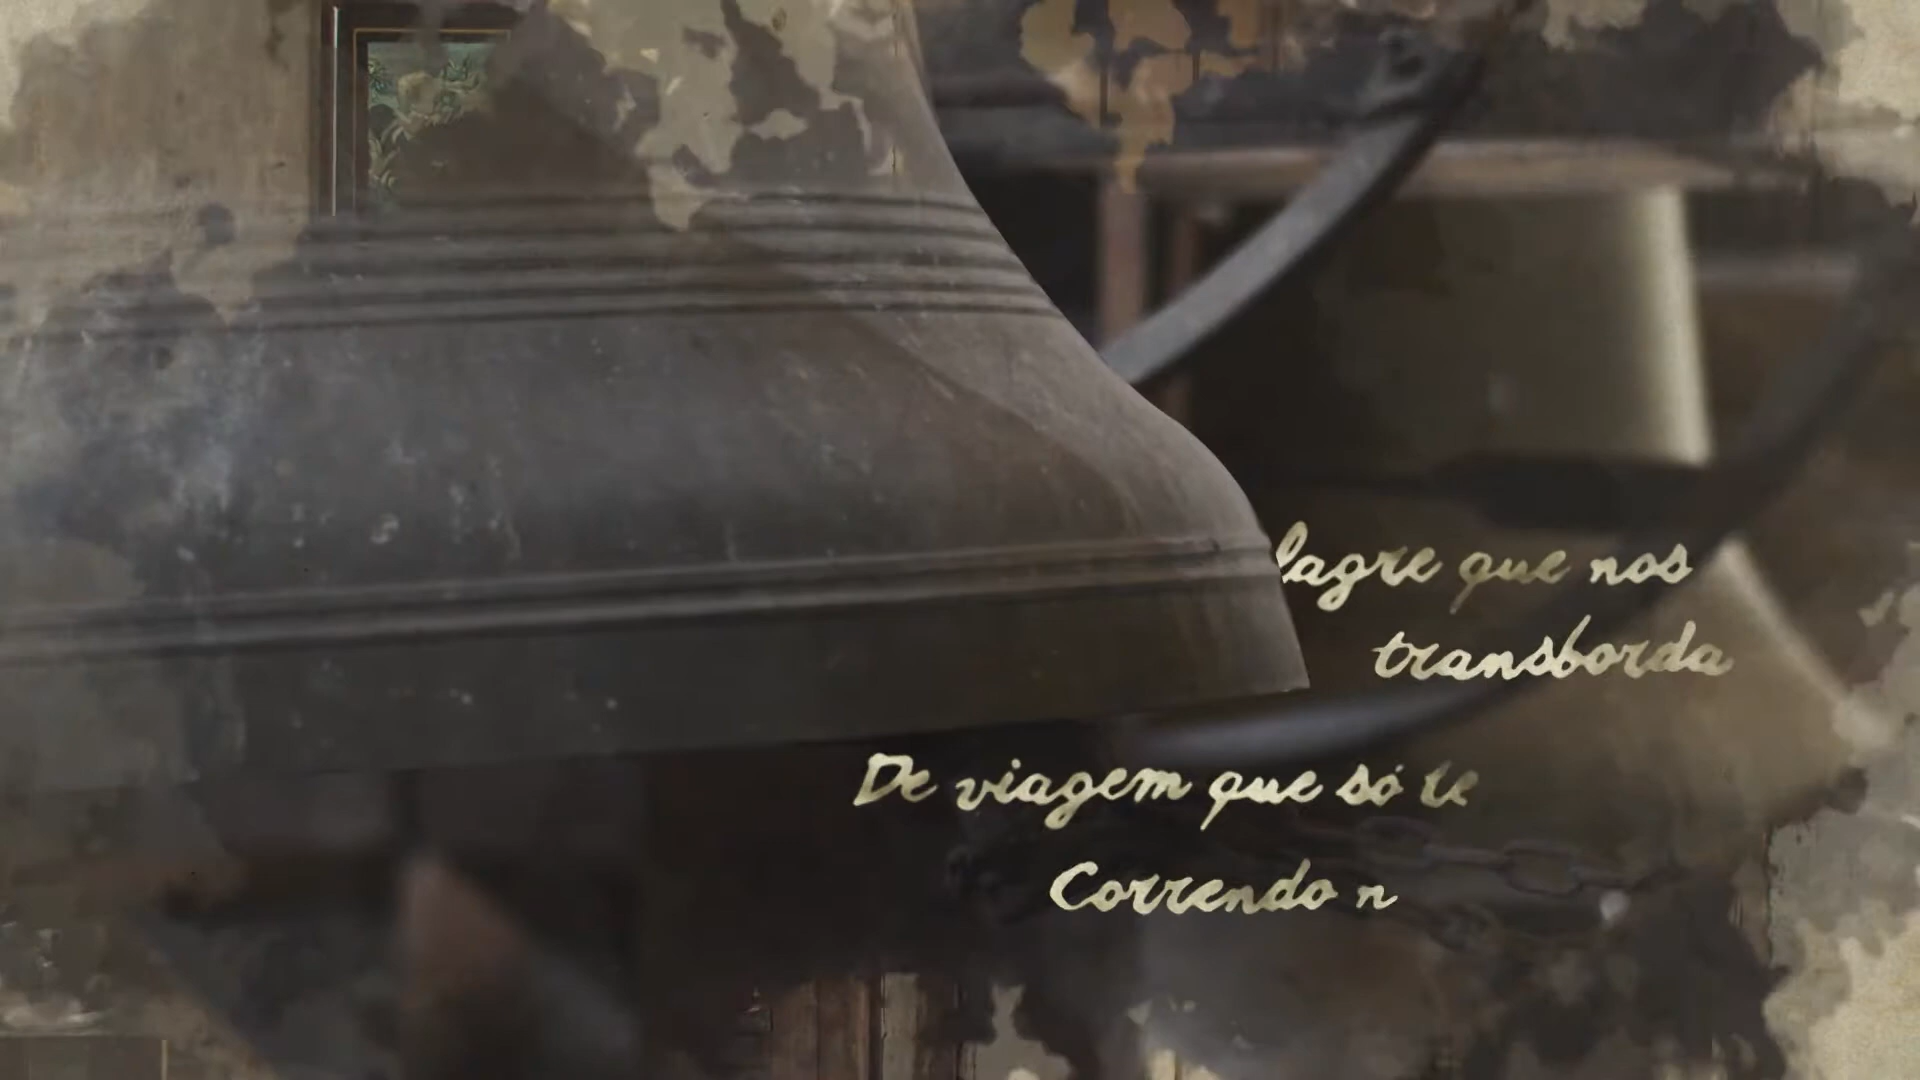 lagre que nos
transborda
De viagem que só te
Correndo n